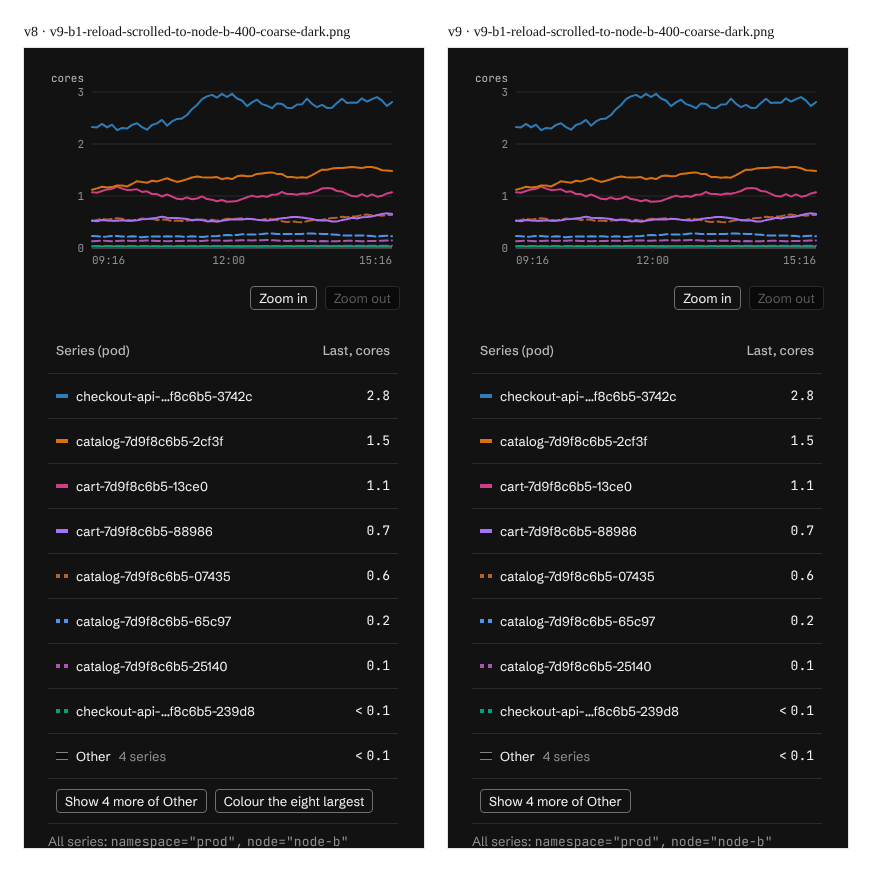 v8 · v9-b1-reload-scrolled-to-node-b-400-coarse-dark.png
cores
3
2
1
0
09:16 12:00 15:16
Zoom in Zoom out
Series (pod) Last, cores
checkout-api-...f8c6b5-3742c 2.8
catalog-7d9f8c6b5-2cf3f 1.5
cart-7d9f8c6b5-13ce0 1.1
cart-7d9f8c6b5-88986 0.7
catalog-7d9f8c6b5-07435 0.6
catalog-7d9f8c6b5-65c97 0.2
catalog-7d9f8c6b5-25140 0.1
checkout-api-...f8c6b5-239d8 < 0.1
Other 4 series < 0.1
Show 4 more of Other Colour the eight largest
All series: namespace="prod", node="node-b"
v9 · v9-b1-reload-scrolled-to-node-b-400-coarse-dark.png
cores
3
2
1
0
09:16 12:00 15:16
Zoom in Zoom out
Series (pod) Last, cores
checkout-api-...f8c6b5-3742c 2.8
catalog-7d9f8c6b5-2cf3f 1.5
cart-7d9f8c6b5-13ce0 1.1
cart-7d9f8c6b5-88986 0.7
catalog-7d9f8c6b5-07435 0.6
catalog-7d9f8c6b5-65c97 0.2
catalog-7d9f8c6b5-25140 0.1
checkout-api-...f8c6b5-239d8 < 0.1
Other 4 series < 0.1
Show 4 more of Other
All series: namespace="prod", node="node-b"